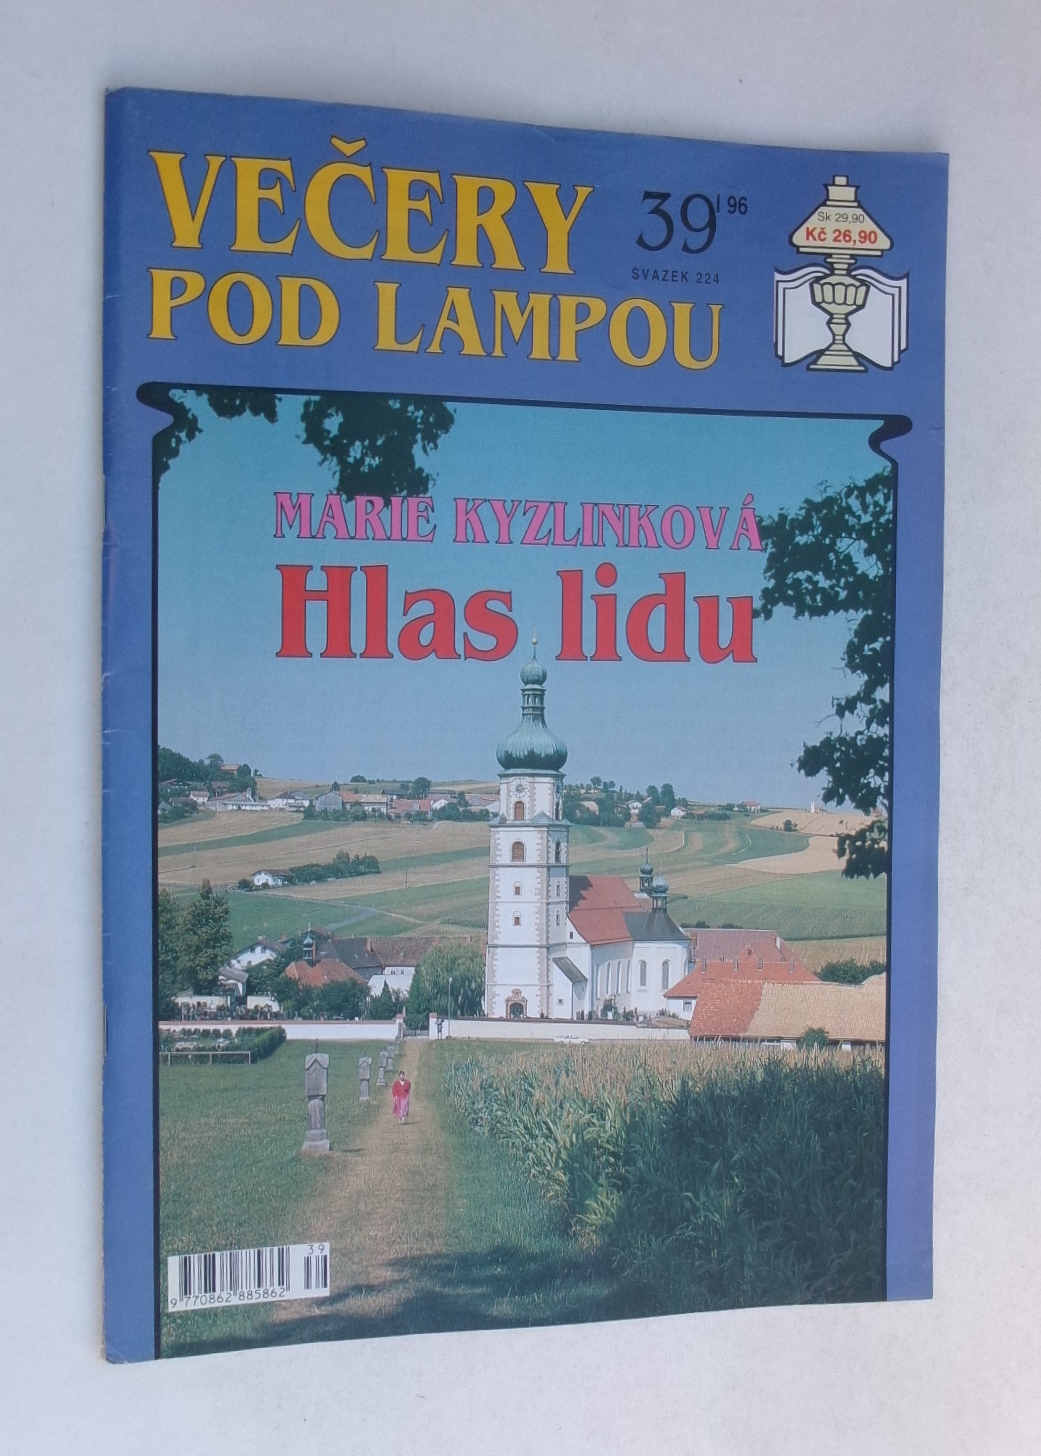 VEČERY
POD LAMPOU
39/96
SVAZEK 224
Sk 29,90
Kč 26,90
MARIE KYZLINKOVÁ
Hlas lidu
39
9 770862 885862